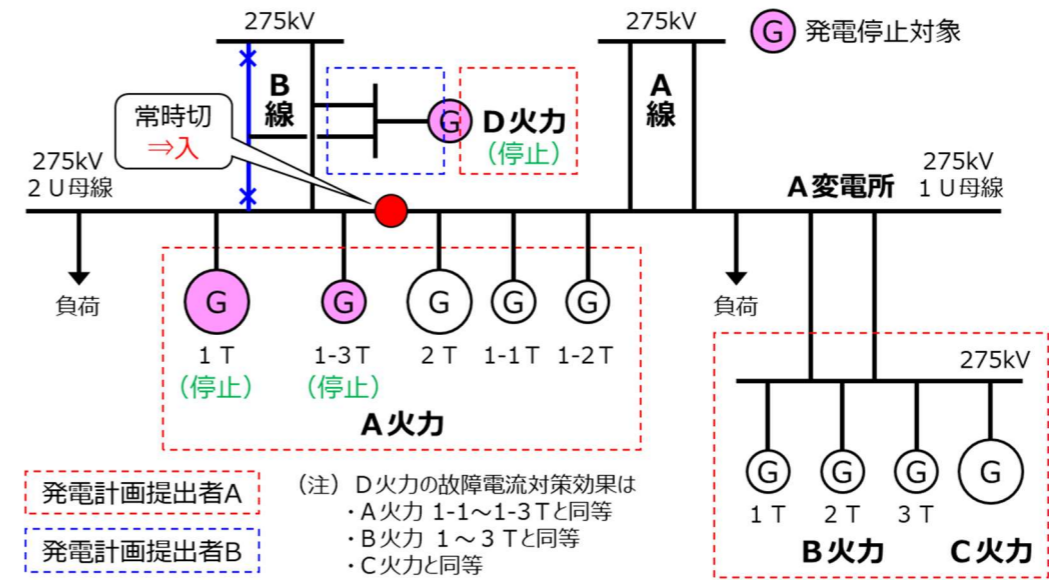 275kV
275kV
G 発電停止対象
B
線
A
線
常時切
⇒入
G
D火力
(停止)
275kV
2U母線
A変電所
275kV
1U母線
負荷
G
G
G
G
G
負荷
1T
1-3T
2T
1-1T
1-2T
(停止)
(停止)
A火力
275kV
G
G
G
G
1T
2T
3T
B火力
C火力
発電計画提出者A
発電計画提出者B
(注) D火力の故障電流対策効果は
・A火力 1-1~1-3Tと同等
・B火力 1~3Tと同等
・C火力と同等